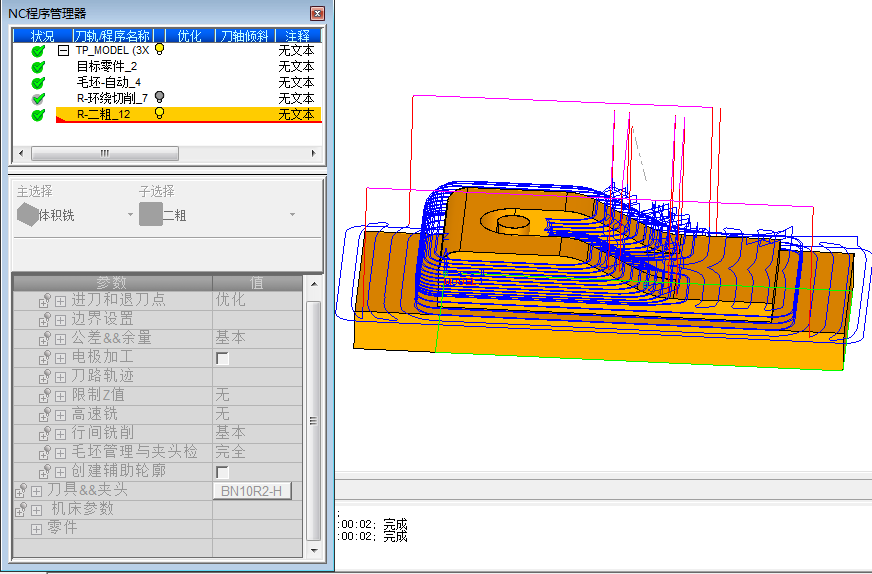 NC程序管理器
状况 刀轨/程序名称 优化 刀轴倾斜 注释
TP_MODEL (3X 无文本
目标零件_2 无文本
毛坯-自动_4 无文本
R-环绕切削_7 无文本
R-二粗_12 无文本
主选择 子选择
体积铣 二粗
参数 值
进刀和退刀点 优化
边界设置
公差&&余量 基本
电极加工
刀路轨迹
限制Z值 无
高速铣 无
行间铣削 基本
毛坯管理与夹头检 完全
创建辅助轮廓
刀具&&夹头 BN10R2-H
机床参数
零件
:
:00:02; 完成
:00:02; 完成